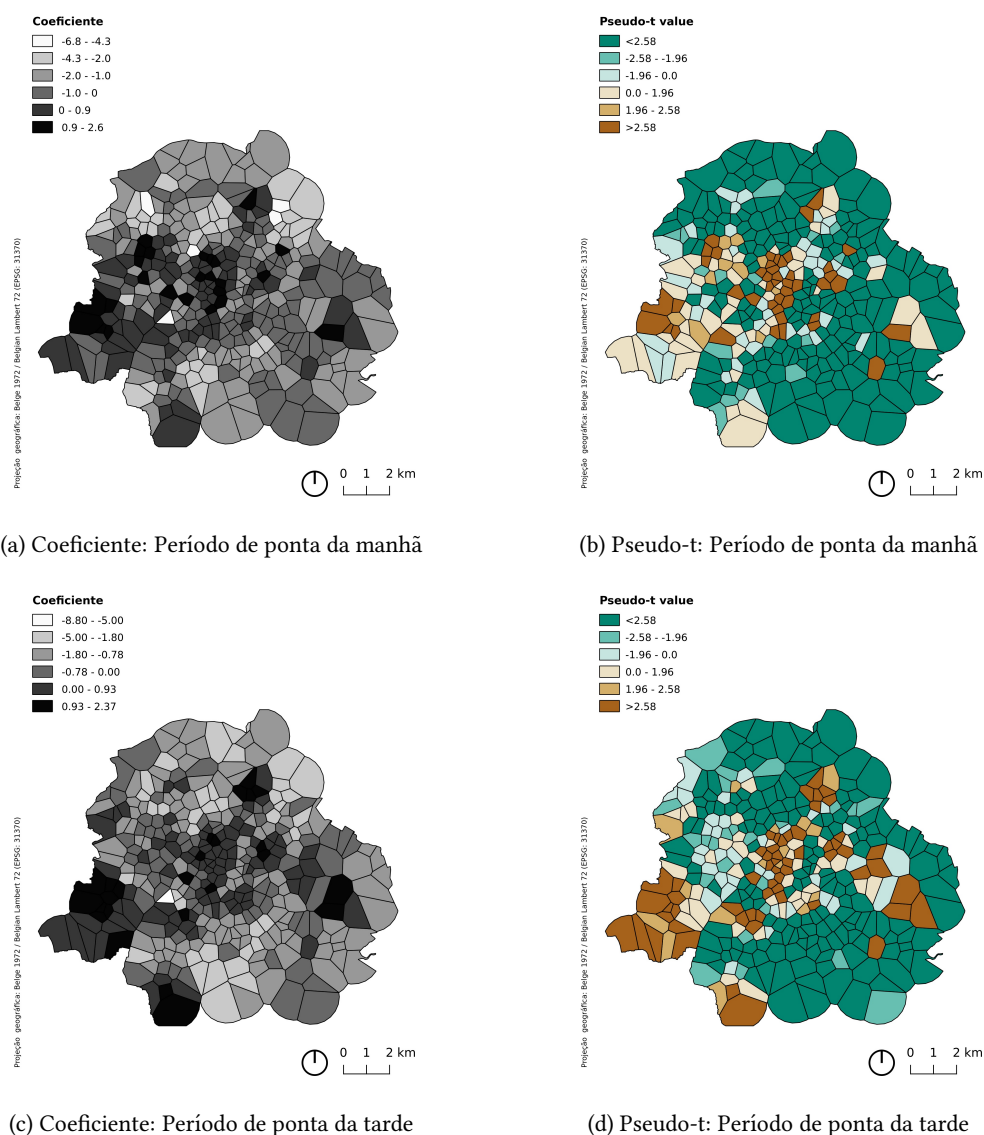 Coeficiente
-6.8 - -4.3
-4.3 - -2.0
-2.0 - -1.0
-1.0 - 0
0 - 0.9
0.9 - 2.6
Projeção geográfica: Belge 1972 / Belgian Lambert 72 (EPSG: 31370)
0 1 2 km
(a) Coeficiente: Período de ponta da manhã
Pseudo-t value
<2.58
-2.58 - -1.96
-1.96 - 0.0
0.0 - 1.96
1.96 - 2.58
>2.58
Projeção geográfica: Belge 1972 / Belgian Lambert 72 (EPSG: 31370)
0 1 2 km
(b) Pseudo-t: Período de ponta da manhã
Coeficiente
-8.80 - -5.00
-5.00 - -1.80
-1.80 - -0.78
-0.78 - 0.00
0.00 - 0.93
0.93 - 2.37
Projeção geográfica: Belge 1972 / Belgian Lambert 72 (EPSG: 31370)
0 1 2 km
(c) Coeficiente: Período de ponta da tarde
Pseudo-t value
<2.58
-2.58 - -1.96
-1.96 - 0.0
0.0 - 1.96
1.96 - 2.58
>2.58
Projeção geográfica: Belge 1972 / Belgian Lambert 72 (EPSG: 31370)
0 1 2 km
(d) Pseudo-t: Período de ponta da tarde